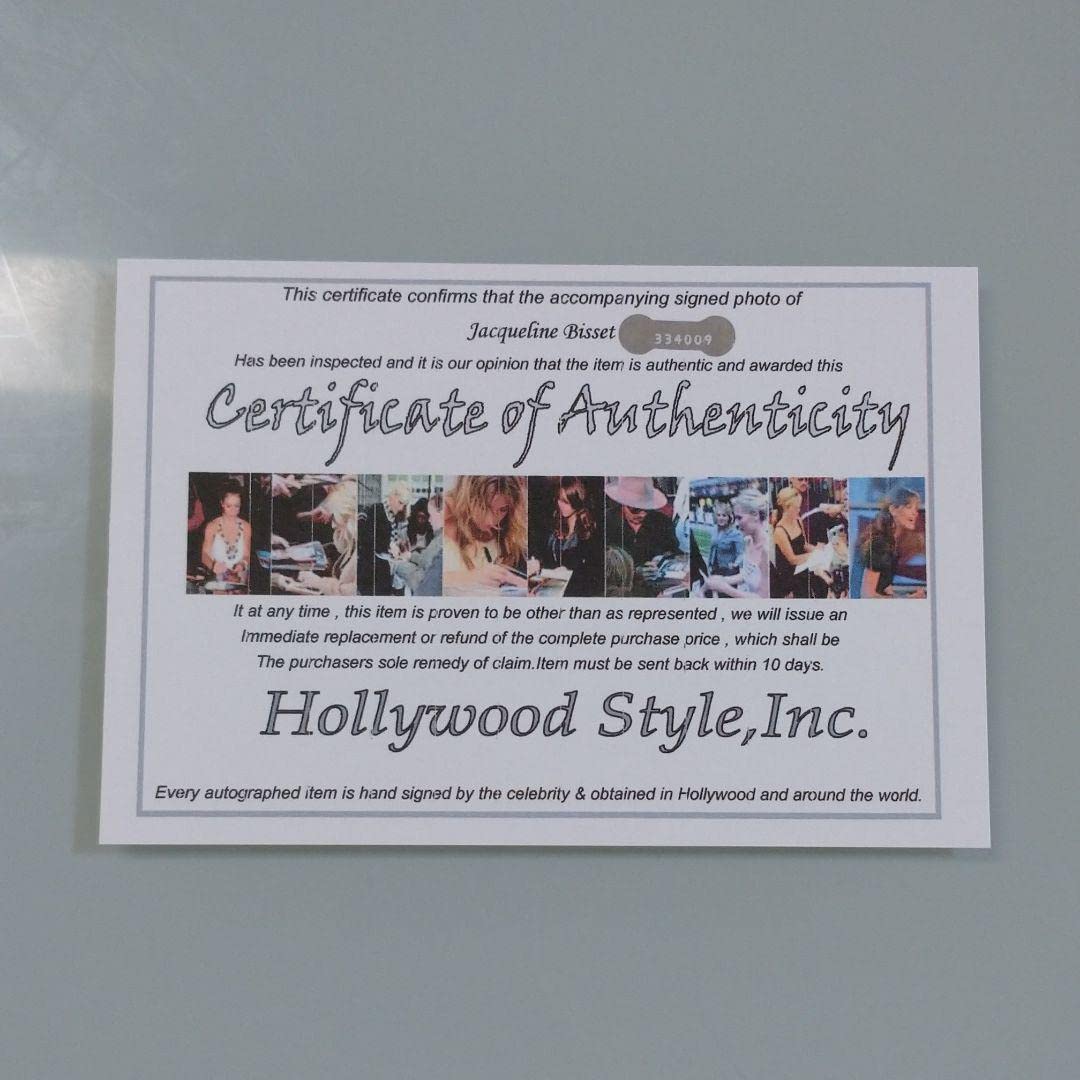 This certificate confirms that the accompanying signed photo of
Jacqueline Bisset 334009
Has been inspected and it is our opinion that the item is authentic and awarded this
Certificate of Authenticity
It at any time , this item is proven to be other than as represented , we will issue an
Immediate replacement or refund of the complete purchase price , which shall be
The purchasers sole remedy of claim.Item must be sent back within 10 days.
Hollywood Style,Inc.
Every autographed item is hand signed by the celebrity & obtained in Hollywood and around the world.